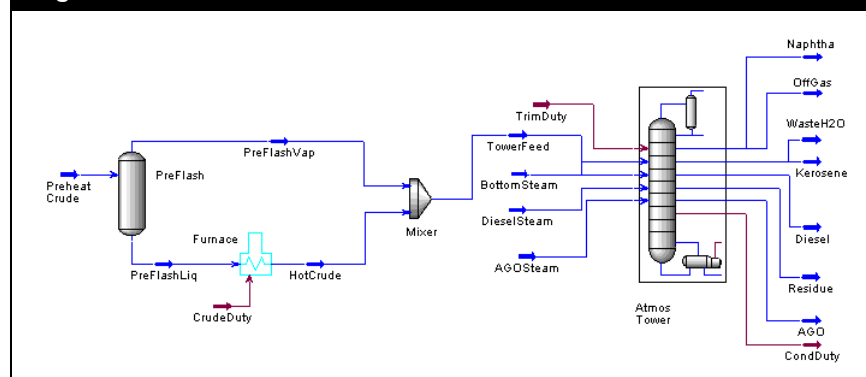 Naphtha
OffGas
TrimDuty
WasteH2O
PreFlashVap
TowerFeed
Preheat
Crude
PreFlash
BottomSteam
Kerosene
Mixer
DieselSteam
Furnace
Diesel
PreFlashLiq
HotCrude
AGOSteam
Residue
CrudeDuty
Atmos
Tower
AGO
CondDuty